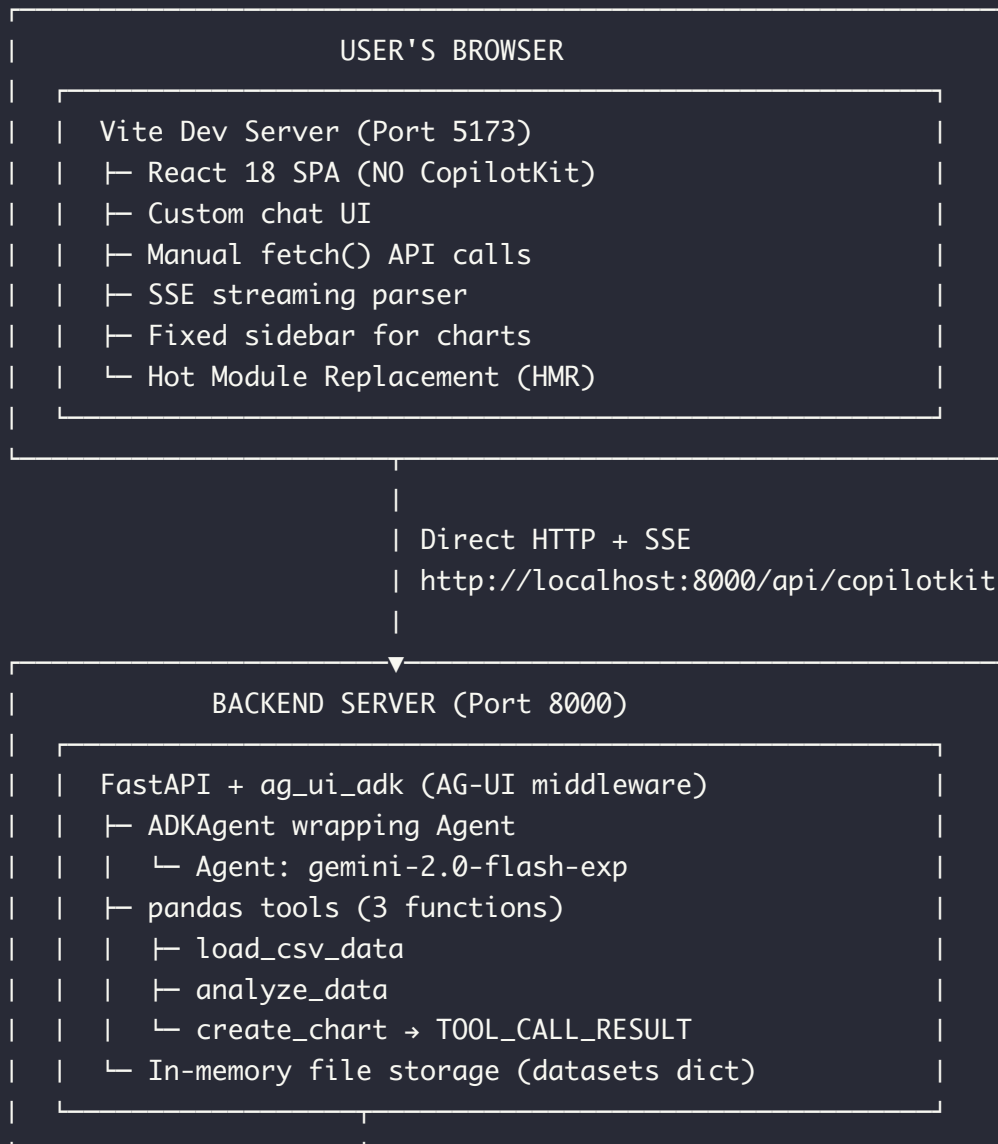 USER'S BROWSER
Vite Dev Server (Port 5173)
├─ React 18 SPA (NO CopilotKit)
├─ Custom chat UI
├─ Manual fetch() API calls
├─ SSE streaming parser
├─ Fixed sidebar for charts
└─ Hot Module Replacement (HMR)
Direct HTTP + SSE
http://localhost:8000/api/copilotkit
BACKEND SERVER (Port 8000)
FastAPI + ag_ui_adk (AG-UI middleware)
├─ ADKAgent wrapping Agent
│  └─ Agent: gemini-2.0-flash-exp
├─ pandas tools (3 functions)
│  ├─ load_csv_data
│  ├─ analyze_data
│  └─ create_chart → TOOL_CALL_RESULT
└─ In-memory file storage (datasets dict)